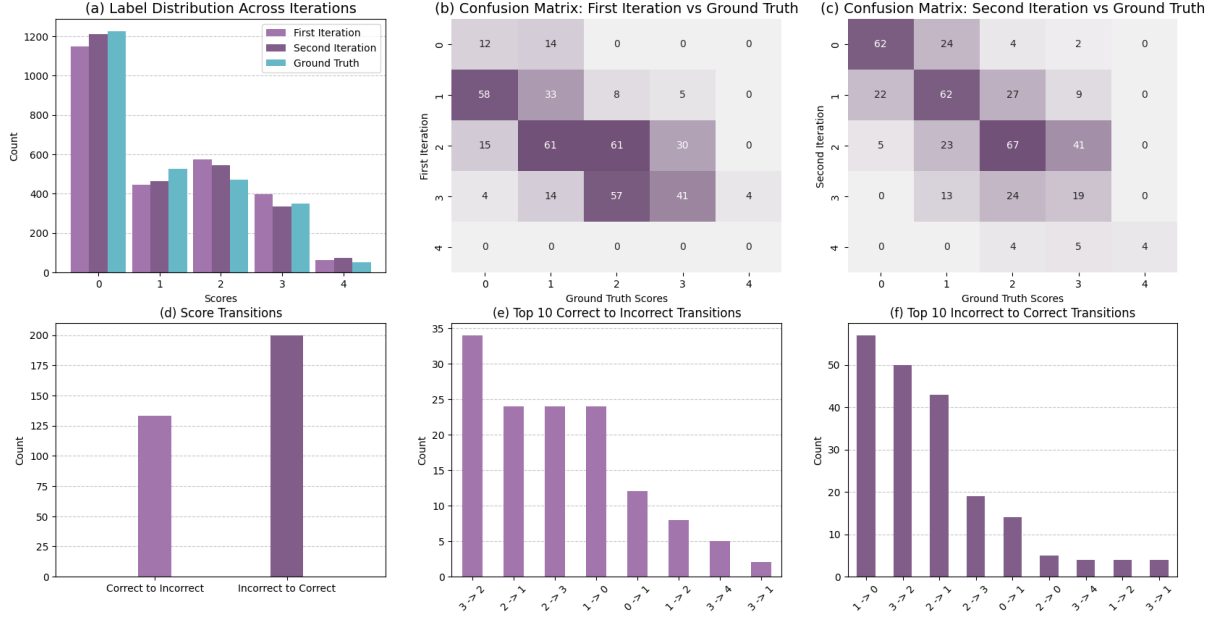 (a) Label Distribution Across Iterations
First Iteration
Second Iteration
Ground Truth
Count
1200
1000
800
600
400
200
0
0 1 2 3 4
Scores
(b) Confusion Matrix: First Iteration vs Ground Truth
First Iteration
0 12 14 0 0 0
1 58 33 8 5 0
2 15 61 61 30 0
3 4 14 57 41 4
4 0 0 0 0 0
0 1 2 3 4
Ground Truth Scores
(c) Confusion Matrix: Second Iteration vs Ground Truth
Second Iteration
0 62 24 4 2 0
1 22 62 27 9 0
2 5 23 67 41 0
3 0 13 24 19 0
4 0 0 4 5 4
0 1 2 3 4
Ground Truth Scores
(d) Score Transitions
Count
200
175
150
125
100
75
50
25
0
Correct to Incorrect Incorrect to Correct
(e) Top 10 Correct to Incorrect Transitions
Count
35
30
25
20
15
10
5
0
3 -> 2 2 -> 1 2 -> 3 1 -> 0 0 -> 1 1 -> 2 3 -> 4 3 -> 1
(f) Top 10 Incorrect to Correct Transitions
Count
50
40
30
20
10
0
1 -> 0 3 -> 2 2 -> 1 2 -> 3 0 -> 1 2 -> 0 3 -> 4 1 -> 2 3 -> 1